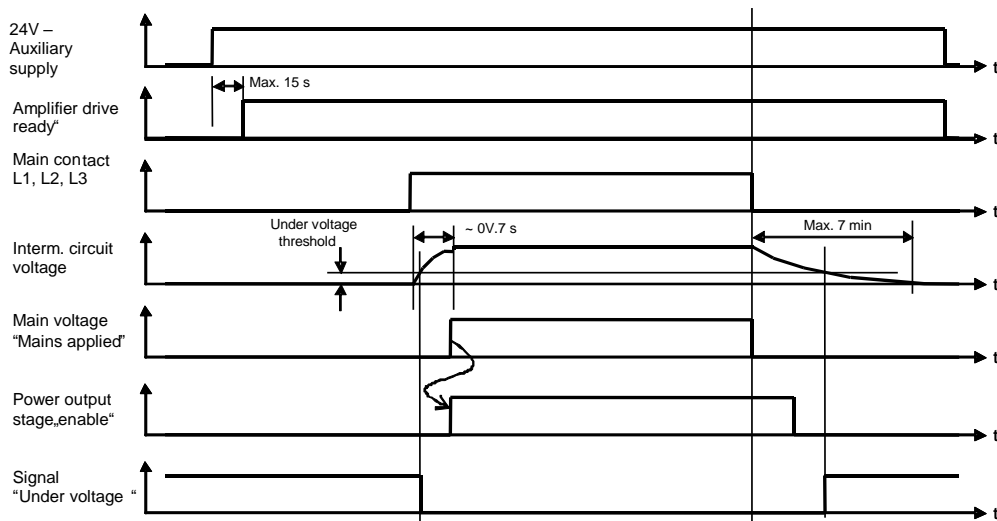 24V –
Auxiliary
supply
t
Max. 15 s
Amplifier drive
ready“
t
Main contact
L1, L2, L3
t
Under voltage
threshold
~ 0V.7 s
Max. 7 min
Interm. circuit
voltage
t
Main voltage
“Mains applied”
t
Power output
stage„enable“
t
Signal
“Under voltage “
t